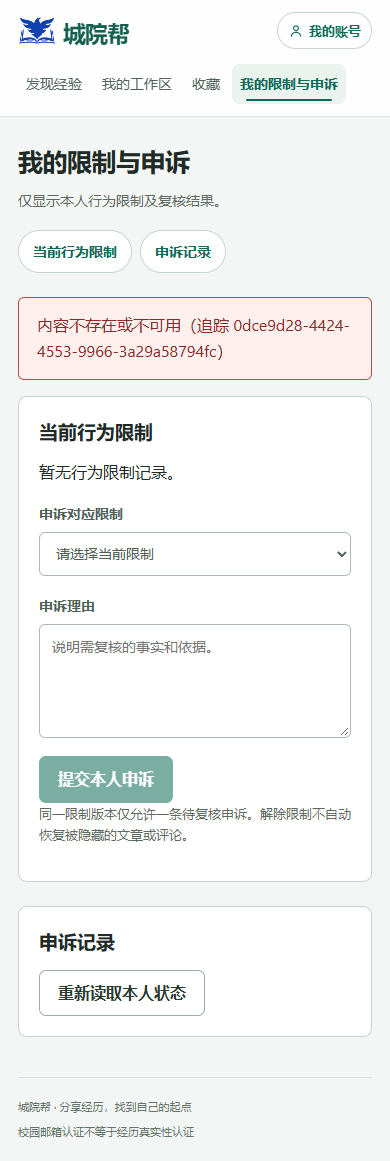 城院帮
我的账号
发现经验 我的工作区 收藏 我的限制与申诉
我的限制与申诉
仅显示本人行为限制及复核结果。
当前行为限制 申诉记录
内容不存在或不可用（追踪 0dce9d28-4424-
4553-9966-3a29a58794fc）
当前行为限制
暂无行为限制记录。
申诉对应限制
请选择当前限制
申诉理由
说明需复核的事实和依据。
提交本人申诉
同一限制版本仅允许一条待复核申诉。解除限制不自动
恢复被隐藏的文章或评论。
申诉记录
重新读取本人状态
城院帮 · 分享经历，找到自己的起点
校园邮箱认证不等于经历真实性认证